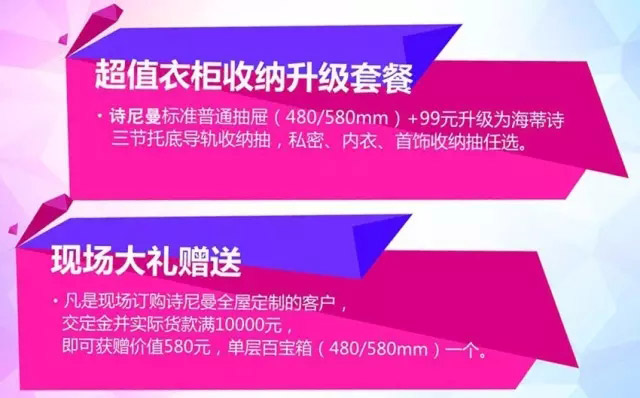 超值衣柜收纳升级套餐
• 诗尼曼标准普通抽屉（480/580mm）+99元升级为海蒂诗
三节托底导轨收纳抽，私密、内衣、首饰收纳抽任选。
现场大礼赠送
• 凡是现场订购诗尼曼全屋定制的客户，
交定金并实际货款满10000元，
即可获赠价值580元，单层百宝箱（480/580mm）一个。